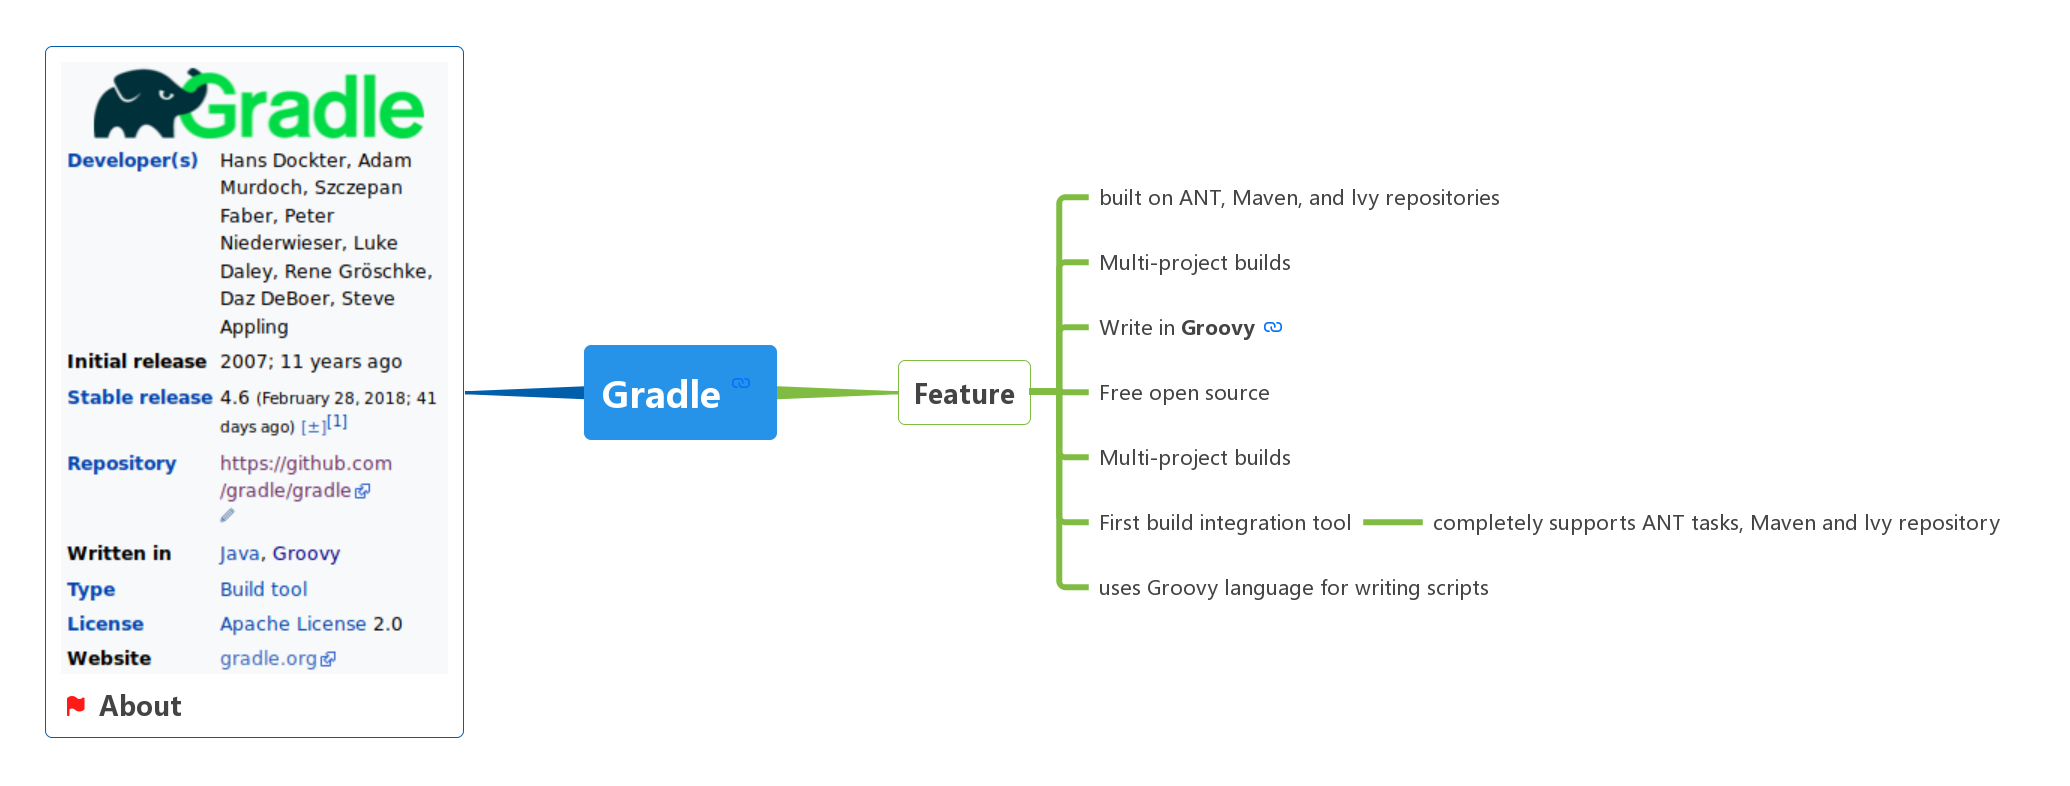 Gradle
Developer(s) Hans Dockter, Adam
Murdoch, Szczepan
Faber, Peter
Niederwieser, Luke
Daley, Rene Gröschke,
Daz DeBoer, Steve
Appling
Initial release 2007; 11 years ago
Stable release 4.6 (February 28, 2018; 41
days ago) [±][1]
Repository https://github.com
/gradle/gradle
Written in Java, Groovy
Type Build tool
License Apache License 2.0
Website gradle.org
About
Gradle
Feature
built on ANT, Maven, and lvy repositories
Multi-project builds
Write in Groovy
Free open source
Multi-project builds
First build integration tool
completely supports ANT tasks, Maven and lvy repository
uses Groovy language for writing scripts